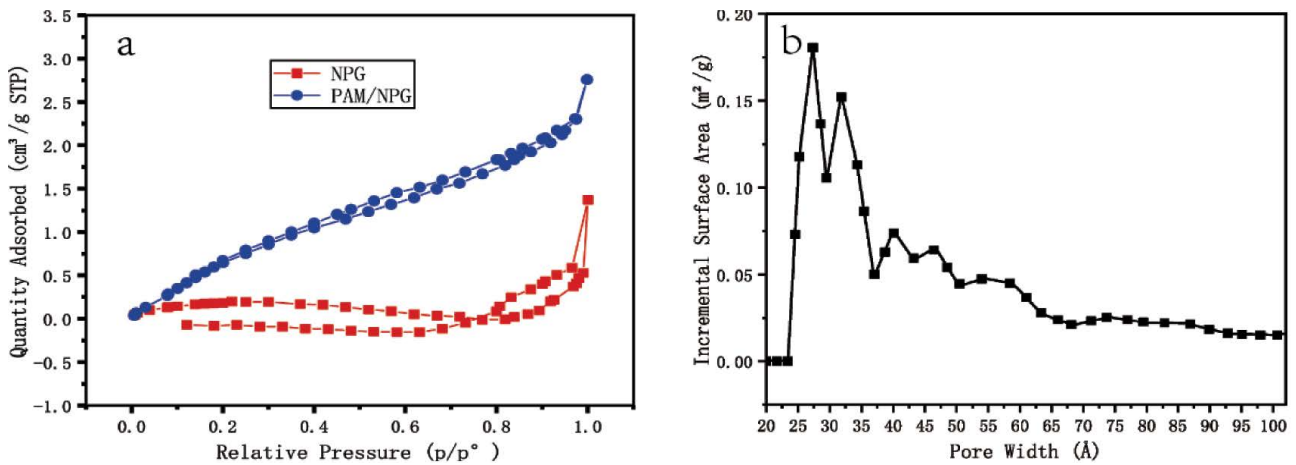 a
3.5
3.0
2.5
2.0
1.5
1.0
0.5
0.0
-0.5
-1.0
Quantity Adsorbed (cm³/g STP)
NPG
PAM/NPG
0.0 0.2 0.4 0.6 0.8 1.0
Relative Pressure (p/p°)
b
0.20
0.15
0.10
0.05
0.00
Incremental Surface Area (m²/g)
20 25 30 35 40 45 50 55 60 65 70 75 80 85 90 95 100
Pore Width (Å)